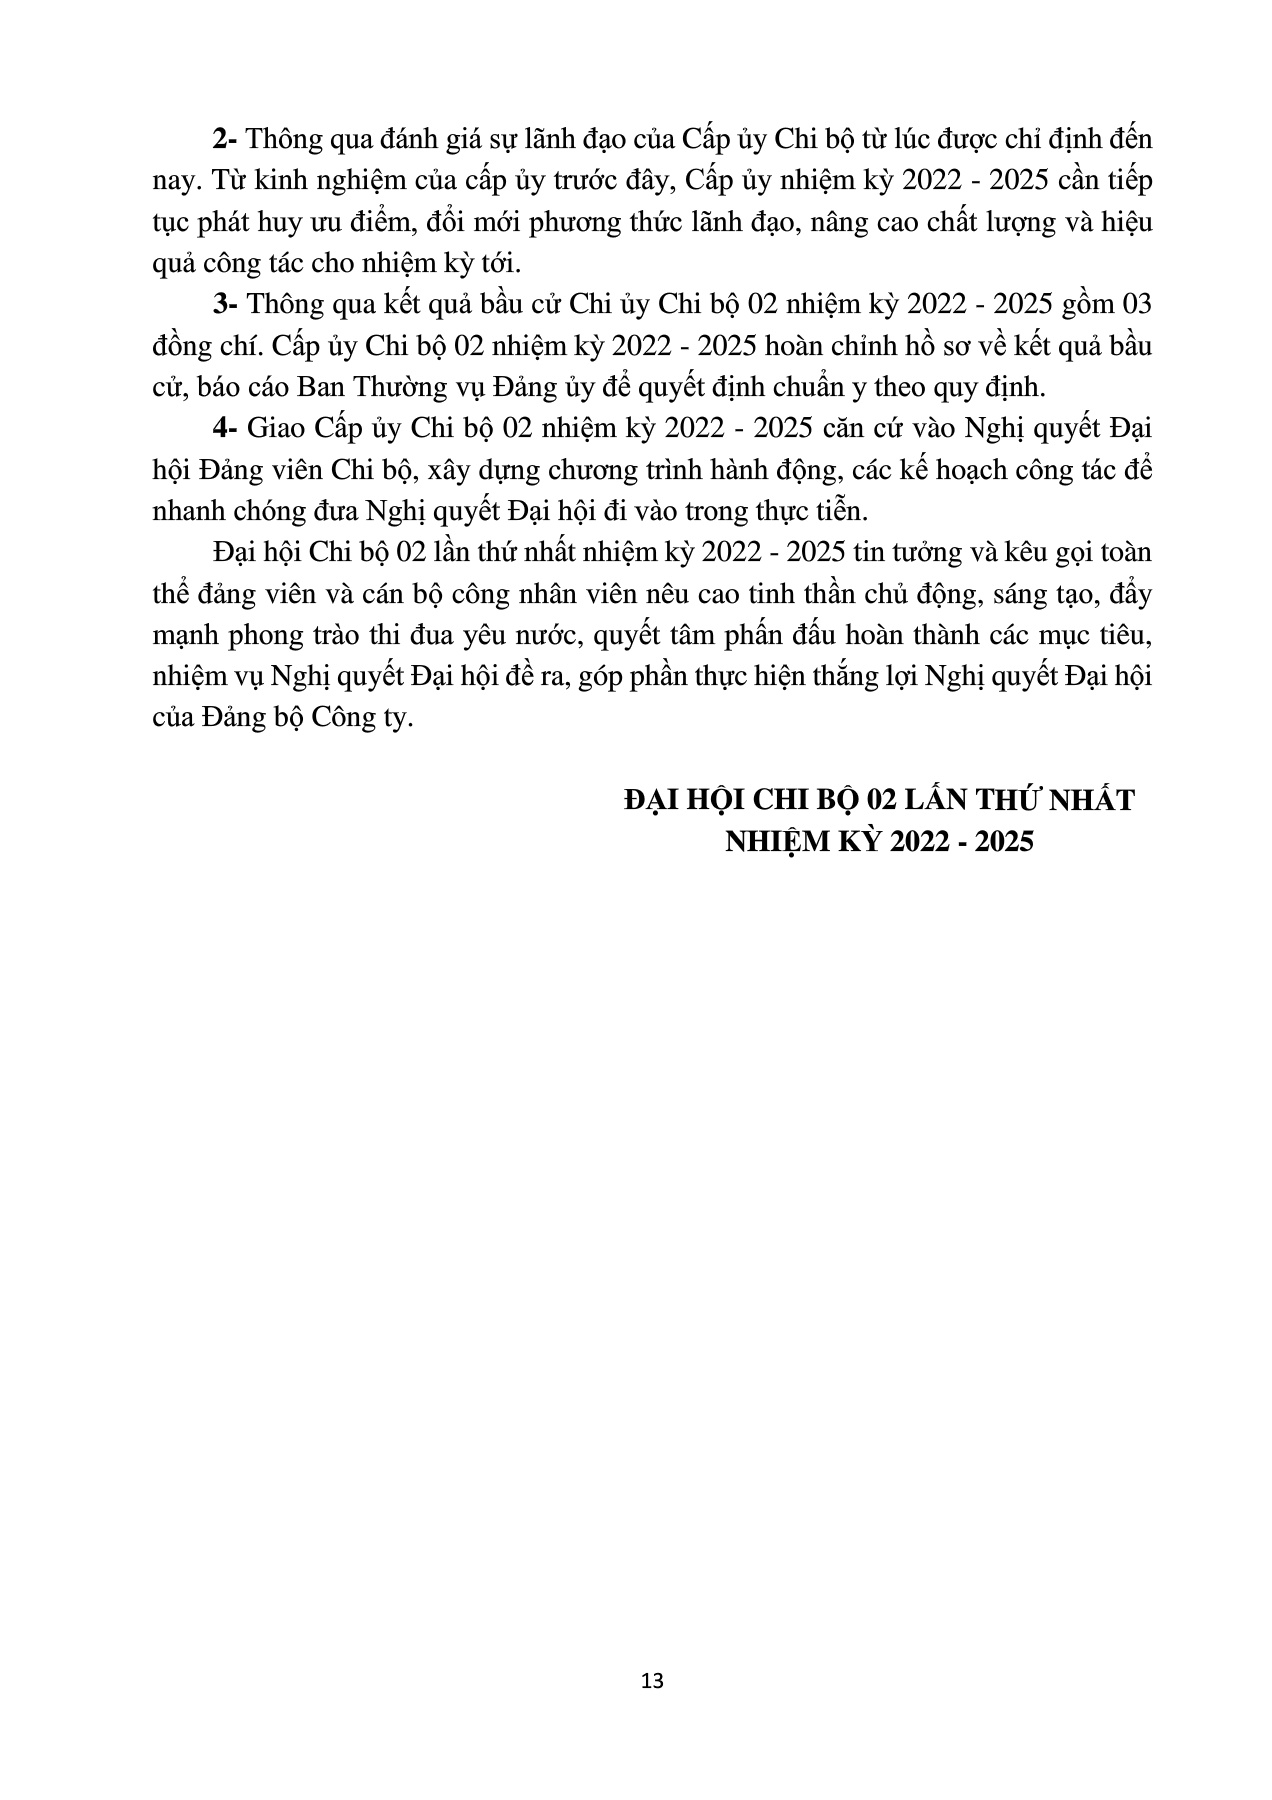 2- Thông qua đánh giá sự lãnh đạo của Cấp ủy Chi bộ từ lúc được chỉ định đến
nay. Từ kinh nghiệm của cấp ủy trước đây, Cấp ủy nhiệm kỳ 2022 - 2025 cần tiếp
tục phát huy ưu điểm, đổi mới phương thức lãnh đạo, nâng cao chất lượng và hiệu
quả công tác cho nhiệm kỳ tới.
3- Thông qua kết quả bầu cử Chi ủy Chi bộ 02 nhiệm kỳ 2022 - 2025 gồm 03
đồng chí. Cấp ủy Chi bộ 02 nhiệm kỳ 2022 - 2025 hoàn chỉnh hồ sơ về kết quả bầu
cử, báo cáo Ban Thường vụ Đảng ủy để quyết định chuẩn y theo quy định.
4- Giao Cấp ủy Chi bộ 02 nhiệm kỳ 2022 - 2025 căn cứ vào Nghị quyết Đại
hội Đảng viên Chi bộ, xây dựng chương trình hành động, các kế hoạch công tác để
nhanh chóng đưa Nghị quyết Đại hội đi vào trong thực tiễn.
Đại hội Chi bộ 02 lần thứ nhất nhiệm kỳ 2022 - 2025 tin tưởng và kêu gọi toàn
thể đảng viên và cán bộ công nhân viên nêu cao tinh thần chủ động, sáng tạo, đẩy
mạnh phong trào thi đua yêu nước, quyết tâm phấn đấu hoàn thành các mục tiêu,
nhiệm vụ Nghị quyết Đại hội đề ra, góp phần thực hiện thắng lợi Nghị quyết Đại hội
của Đảng bộ Công ty.
ĐẠI HỘI CHI BỘ 02 LẤN THỨ NHẤT
NHIỆM KỲ 2022 - 2025
13